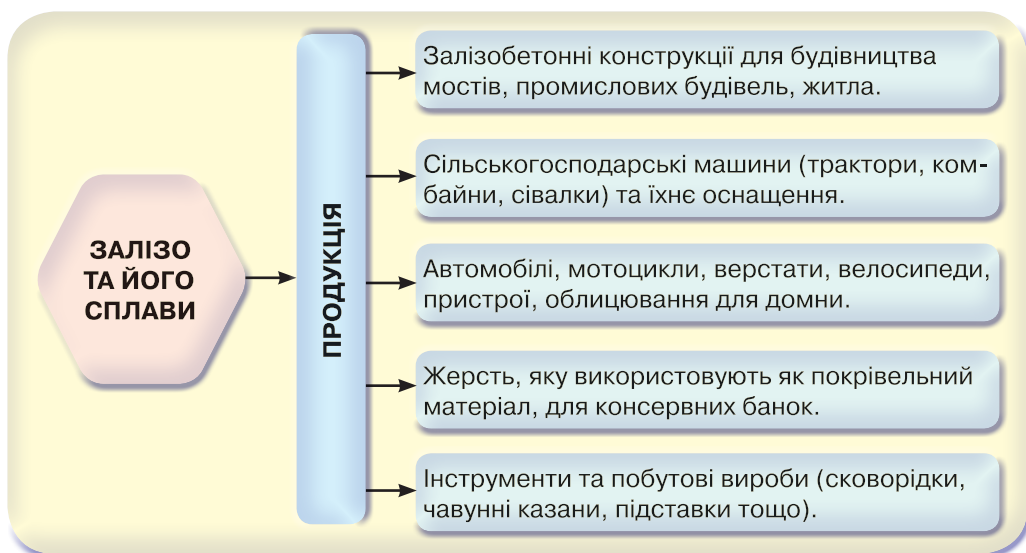 ЗАЛІЗО
ТА ЙОГО
СПЛАВИ
ПРОДУКЦІЯ
Залізобетонні конструкції для будівництва
мостів, промислових будівель, житла.
Сільськогосподарські машини (трактори, ком-
байни, сівалки) та їхнє оснащення.
Автомобілі, мотоцикли, верстати, велосипеди,
пристрої, облицювання для домни.
Жерсть, яку використовують як покрівельний
матеріал, для консервних банок.
Інструменти та побутові вироби (сковорідки,
чавунні казани, підставки тощо).